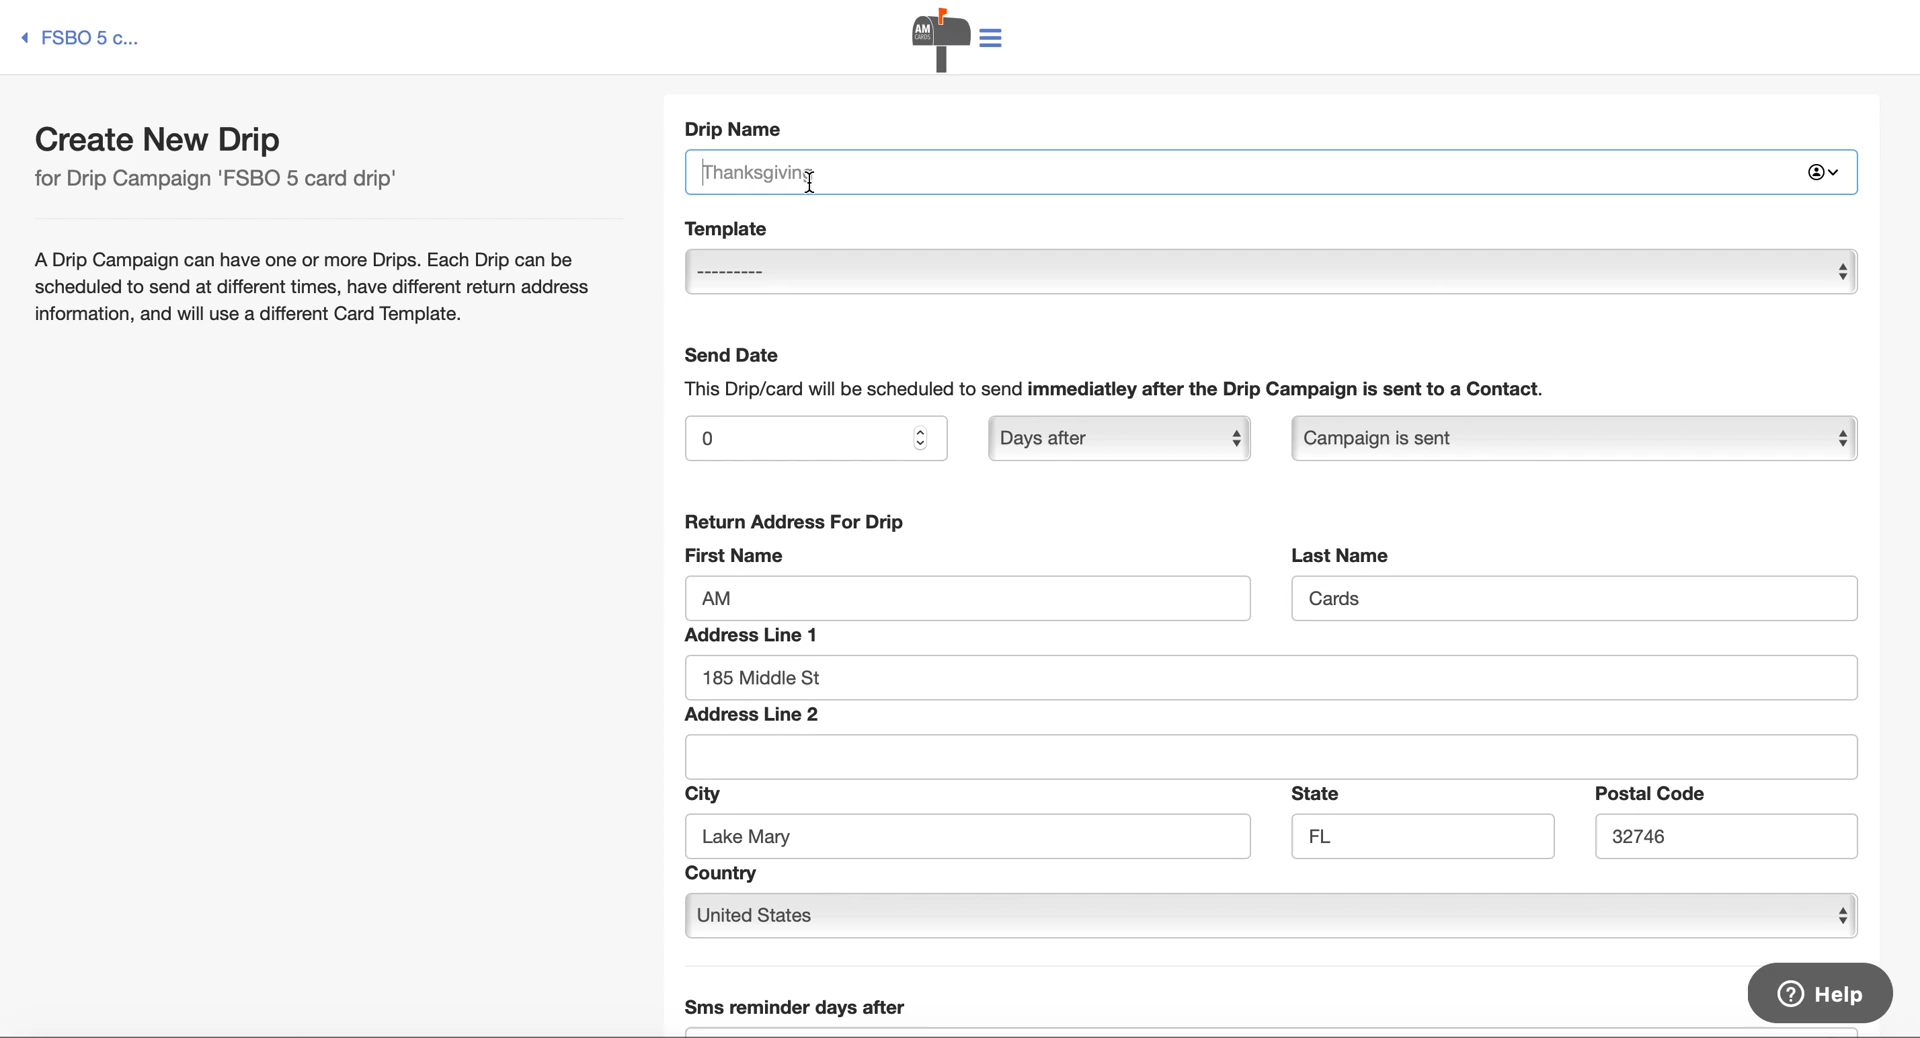 FSBO 5 c...
AM
CARDS
Create New Drip
for Drip Campaign 'FSBO 5 card drip'
A Drip Campaign can have one or more Drips. Each Drip can be
scheduled to send at different times, have different return address
information, and will use a different Card Template.
Drip Name
Thanksgiving
Template
---------
Send Date
This Drip/card will be scheduled to send immediatley after the Drip Campaign is sent to a Contact.
0
Days after
Campaign is sent
Return Address For Drip
First Name
Last Name
AM
Cards
Address Line 1
185 Middle St
Address Line 2
City
State
Postal Code
Lake Mary
FL
32746
Country
United States
Sms reminder days after
Help